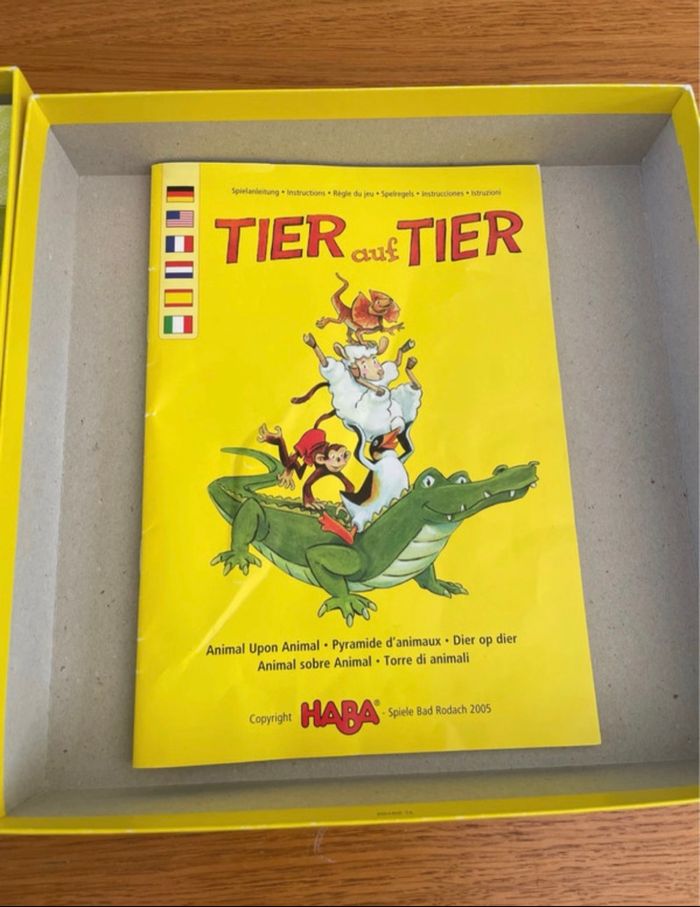 Spielanleitung • Instructions • Règle du jeu • Spelregels • Instrucciones • Istruzioni
TIER auf TIER
Animal Upon Animal • Pyramide d'animaux • Dier op dier
Animal sobre Animal • Torre di animali
Copyright HABA® - Spiele Bad Rodach 2005